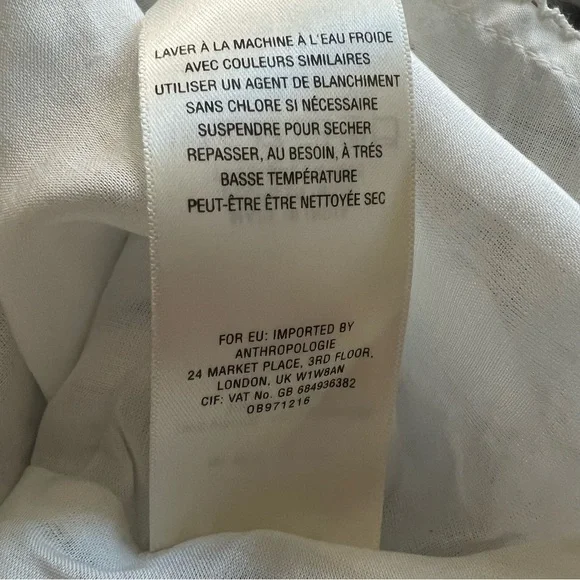 LAVER À LA MACHINE À L'EAU FROIDE
AVEC COULEURS SIMILAIRES
UTILISER UN AGENT DE BLANCHIMENT
SANS CHLORE SI NÉCESSAIRE
SUSPENDRE POUR SECHER
REPASSER, AU BESOIN, À TRÉS
BASSE TEMPÉRATURE
PEUT-ÊTRE ÊTRE NETTOYÉE SEC
FOR EU: IMPORTED BY
ANTHROPOLOGIE
24 MARKET PLACE, 3RD FLOOR,
LONDON, UK W1W8AN
CIF: VAT No. GB 684936382
OB971216